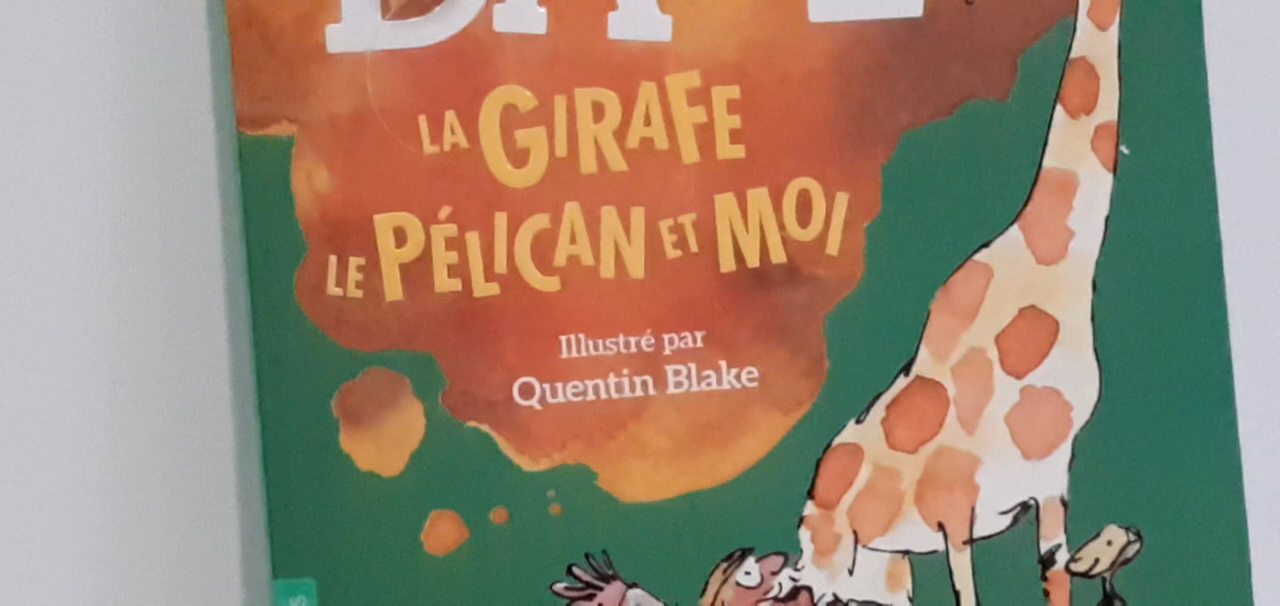 LA GIRAFE
LE PÉLICAN ET MOI
Illustré par
Quentin Blake